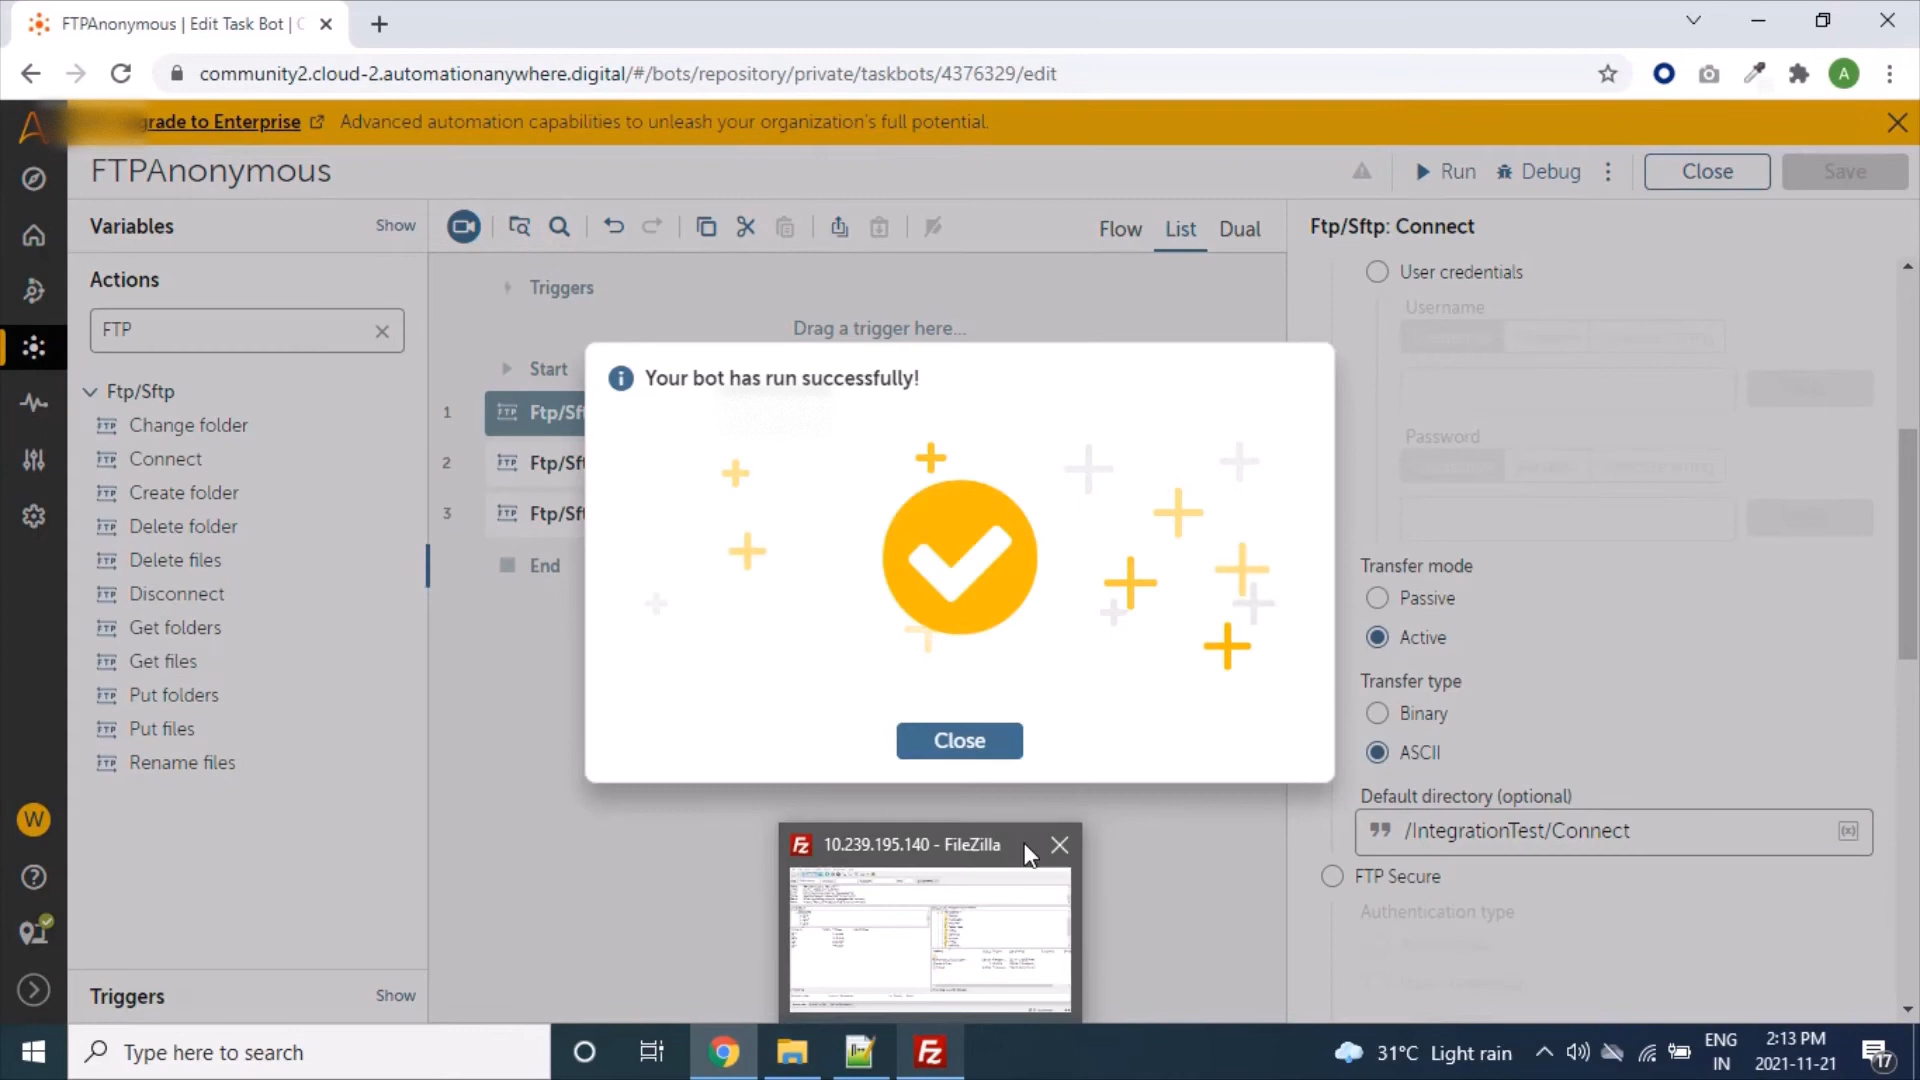 FTPAnonymous | Edit Task Bot |
community2.cloud-2.automationanywhere.digital/#/bots/repository/private/taskbots/4376329/edit
A
grade to Enterprise Advanced automation capabilities to unleash your organization's full potential.
FTPAnonymous
Run
Debug
Close
Save
Variables
Show
Flow
List
Dual
Ftp/Sftp: Connect
Actions
FTP
Ftp/Sftp
Change folder
Connect
Create folder
Delete folder
Delete files
Disconnect
Get folders
Get files
Put folders
Put files
Rename files
Triggers
Show
Triggers
Drag a trigger here...
Start
1 Ftp/Sf
2 Ftp/Sf
3 Ftp/Sf
End
Your bot has run successfully!
Close
User credentials
Username
Password
Transfer mode
Passive
Active
Transfer type
Binary
ASCII
Default directory (optional)
/IntegrationTest/Connect
FTP Secure
Authentication type
W
10.239.195.140 - FileZilla
Type here to search
31°C Light rain
ENG
IN
2:13 PM
2021-11-21
17